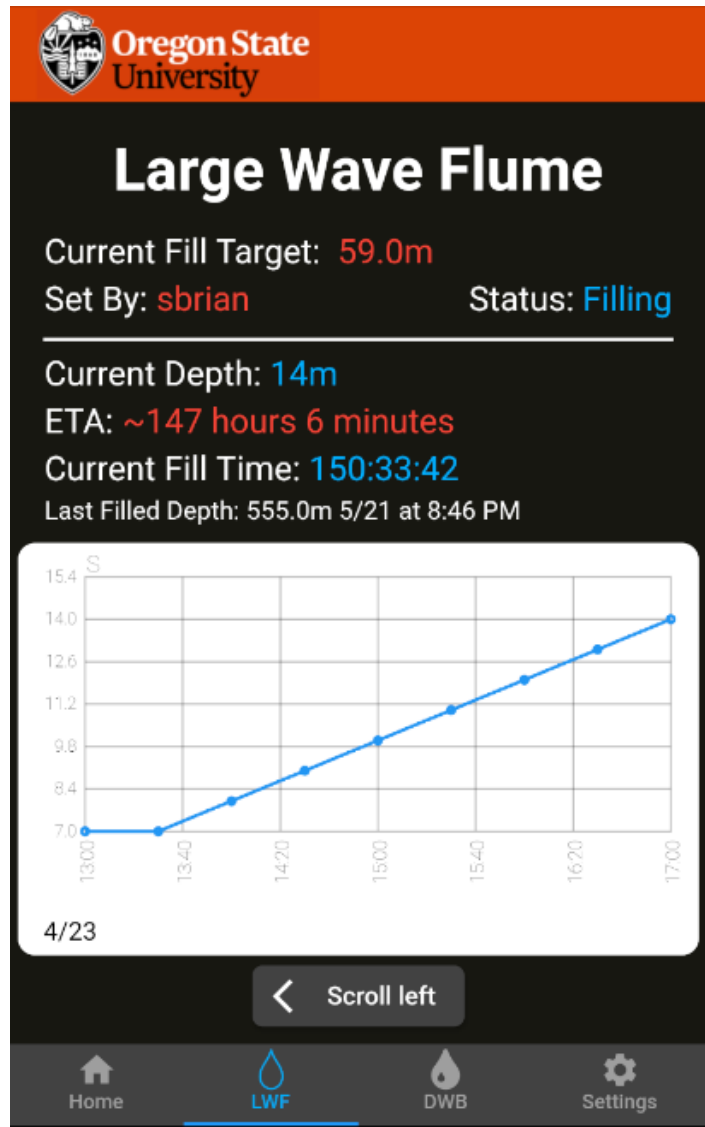 Oregon State
University
Large Wave Flume
Current Fill Target: 59.0m
Set By: sbrian Status: Filling
Current Depth: 14m
ETA: ~147 hours 6 minutes
Current Fill Time: 150:33:42
Last Filled Depth: 555.0m 5/21 at 8:46 PM
S
15.4
14.0
12.6
11.2
9.8
8.4
7.0
13:00 13:40 14:20 15:00 15:40 16:20 17:00
4/23
Scroll left
Home LWF DWB Settings